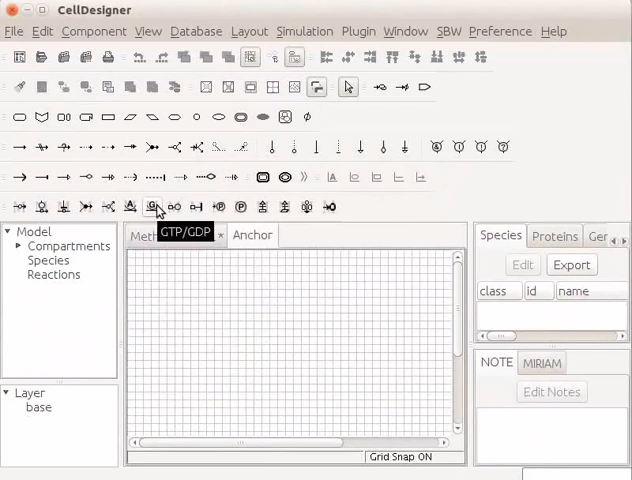 CellDesigner
File Edit Component View Database Layout Simulation Plugin Window SBW Preference Help
GTP/GDP
Model
Compartments
Species
Reactions
Layer
base
Anchor
Grid Snap ON
Species Proteins
Edit Export
class id name
NOTE MIRIAM
Edit Notes